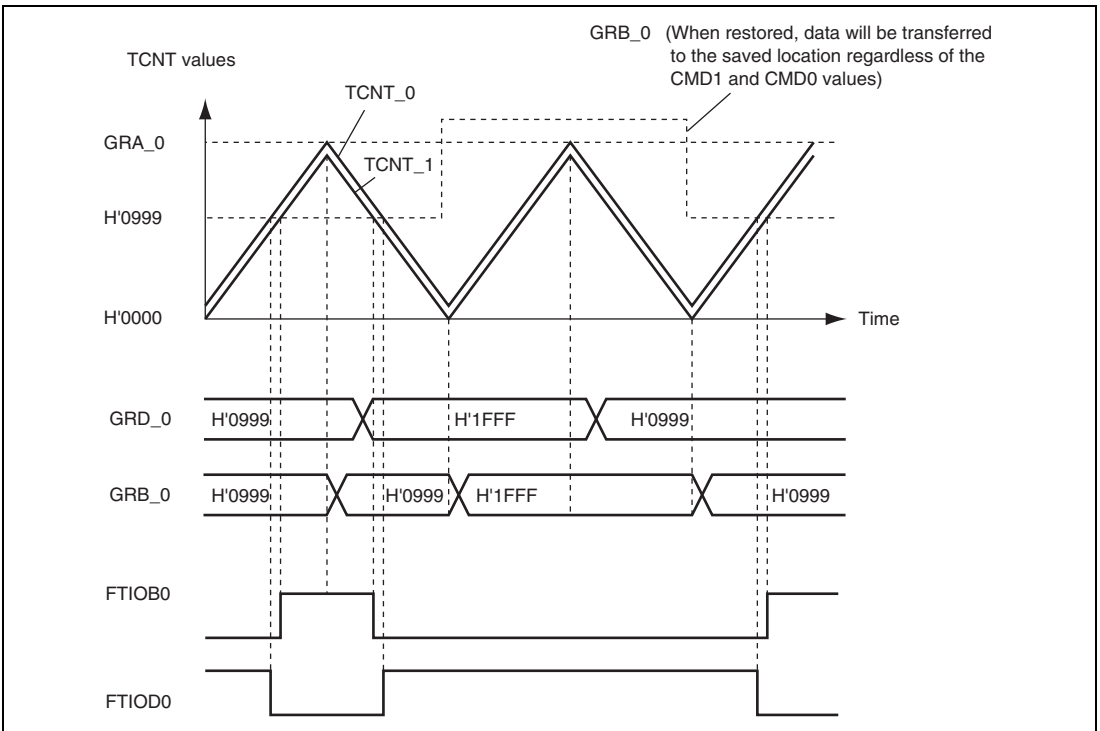 GRB_0 (When restored, data will be transferred
to the saved location regardless of the
CMD1 and CMD0 values)
TCNT values
TCNT_0
GRA_0
TCNT_1
H'0999
H'0000
Time
GRD_0 H'0999 H'1FFF H'0999
GRB_0 H'0999 H'0999 H'1FFF H'0999
FTIOB0
FTIOD0